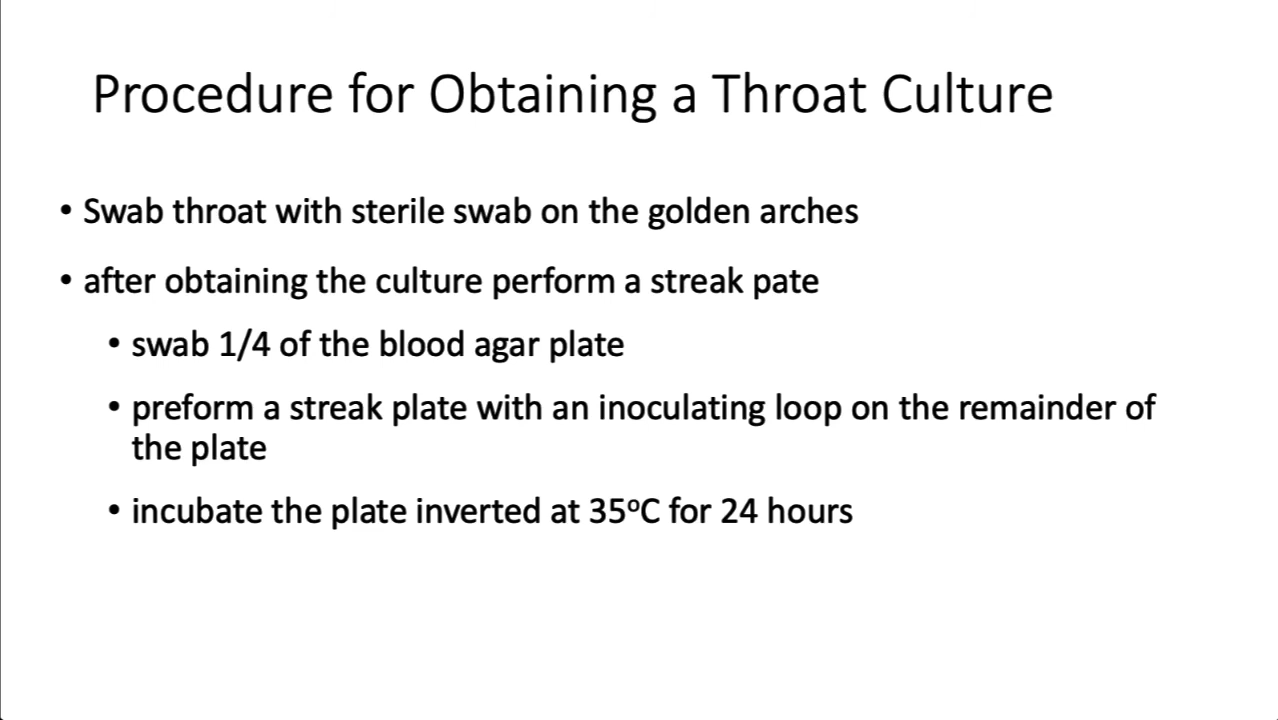 Procedure for Obtaining a Throat Culture
• Swab throat with sterile swab on the golden arches
• after obtaining the culture perform a streak pate
• swab 1/4 of the blood agar plate
• preform a streak plate with an inoculating loop on the remainder of
the plate
• incubate the plate inverted at 35°C for 24 hours